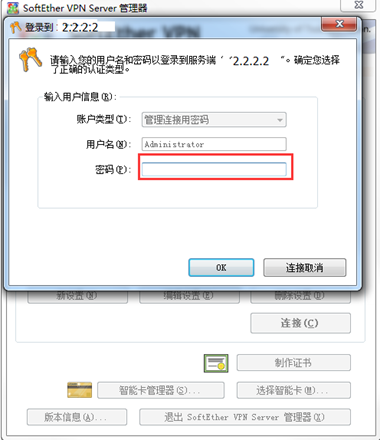 SoftEther VPN Server 管理器
登录到：2:2:2:2
请输入您的用户名和密码以登录到服务端 ‘ ‘2.2.2.2 “。确定您选择了正确的认证类型。
输入用户信息(R):
账户类型(T):
管理连接用密码
用户名(N):
Administrator
密码(P):
OK
连接取消
新设置(W)
编辑设置(E)
删除设置(D)
连接(C)
制作证书
智能卡管理器(S)...
选择智能卡(M)...
版本信息(A)...
退出 SoftEther VPN Server 管理器(X)